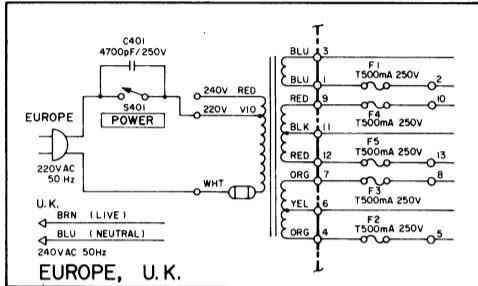 C401
4700pF/250V
S401
POWER
EUROPE
220V AC
50 Hz
U.K.
BRN (LIVE)
BLU (NEUTRAL)
240VAC 50Hz
EUROPE, U.K.
240V RED
220V VIO
WHT
BLU 3
F1
T500mA 250V
BLU 1 2
RED 9 10
F4
T500mA 250V
BLK 11
F5
T500mA 250V
RED 12 13
ORG 7 8
F3
T500mA 250V
YEL 6
F2
T500mA 250V
ORG 4 5